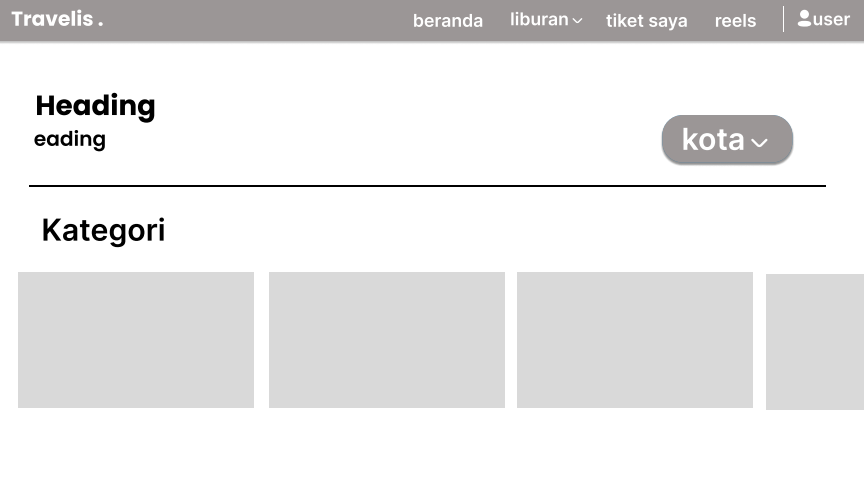 Travelis .
beranda liburan tiket saya reels user
Heading
eading
kota
Kategori